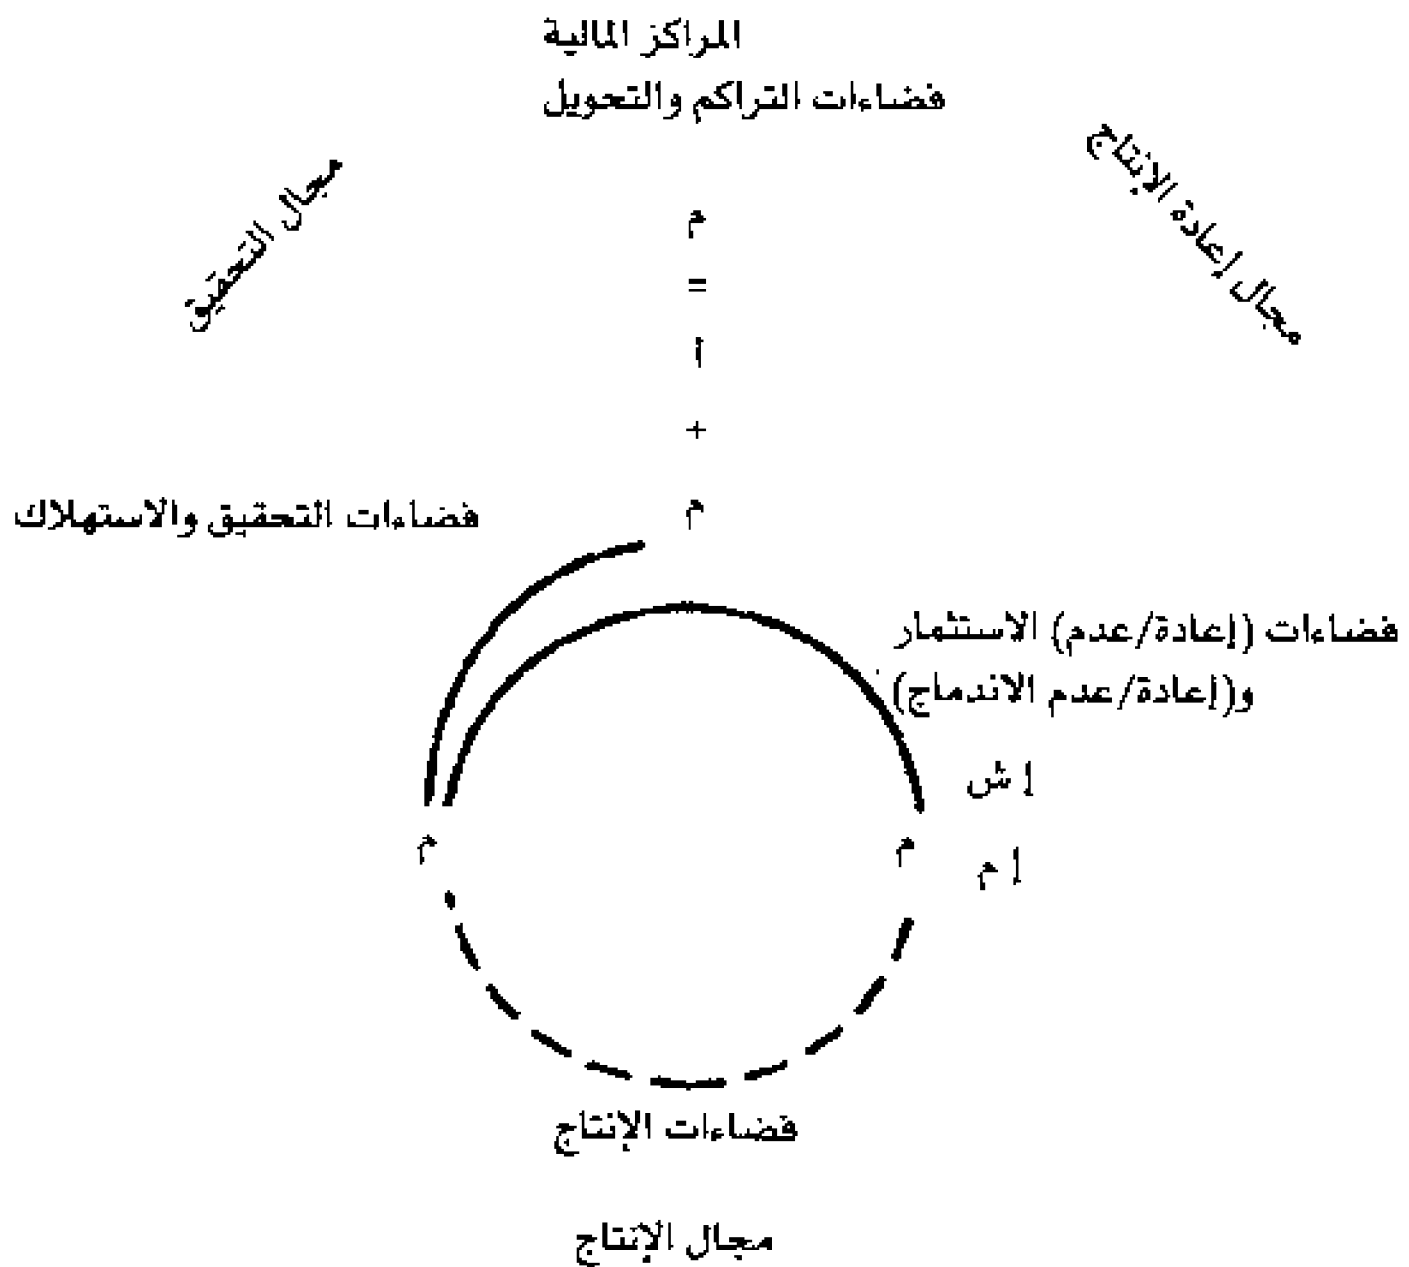 المراكز المالية
فضاءات التراكم والتحويل
مجال إعادة الإنتاج
مجال التحقيق
م
=
أ
+
م
فضاءات التحقيق والاستهلاك
فضاءات (إعادة/عدم) الاستثمار
و(إعادة/عدم الاندماج)
إ ش
م
م
إ م
فضاءات الإنتاج
مجال الإنتاج